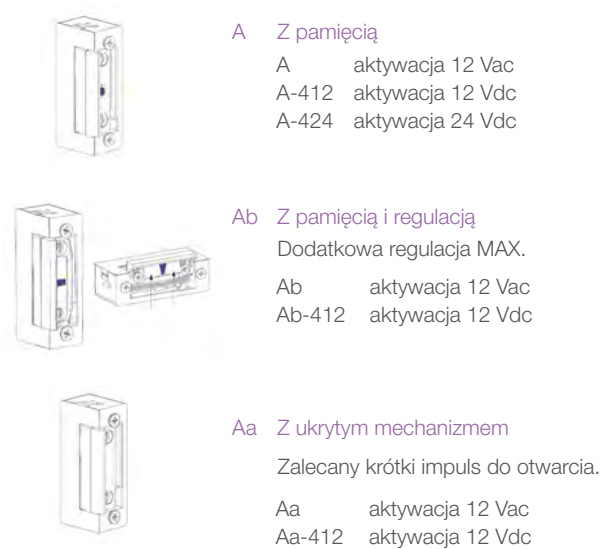 A Z pamięcią
A aktywacja 12 Vac
A-412 aktywacja 12 Vdc
A-424 aktywacja 24 Vdc
Ab Z pamięcią i regulacją
Dodatkowa regulacja MAX.
Ab aktywacja 12 Vac
Ab-412 aktywacja 12 Vdc
Aa Z ukrytym mechanizmem
Zalecany krótki impuls do otwarcia.
Aa aktywacja 12 Vac
Aa-412 aktywacja 12 Vdc